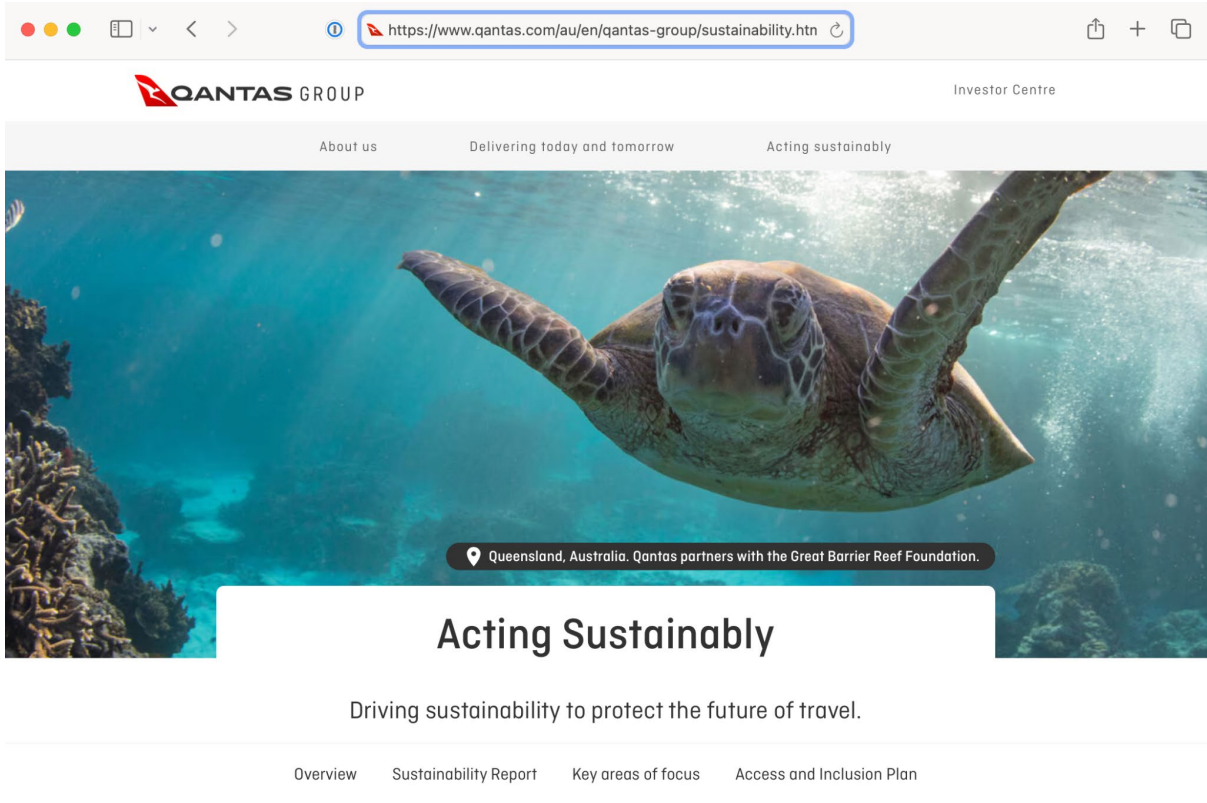 https://www.qantas.com/au/en/qantas-group/sustainability.htn
QANTAS GROUP
Investor Centre
About us
Delivering today and tomorrow
Acting sustainably
Queensland, Australia. Qantas partners with the Great Barrier Reef Foundation.
Acting Sustainably
Driving sustainability to protect the future of travel.
Overview
Sustainability Report
Key areas of focus
Access and Inclusion Plan